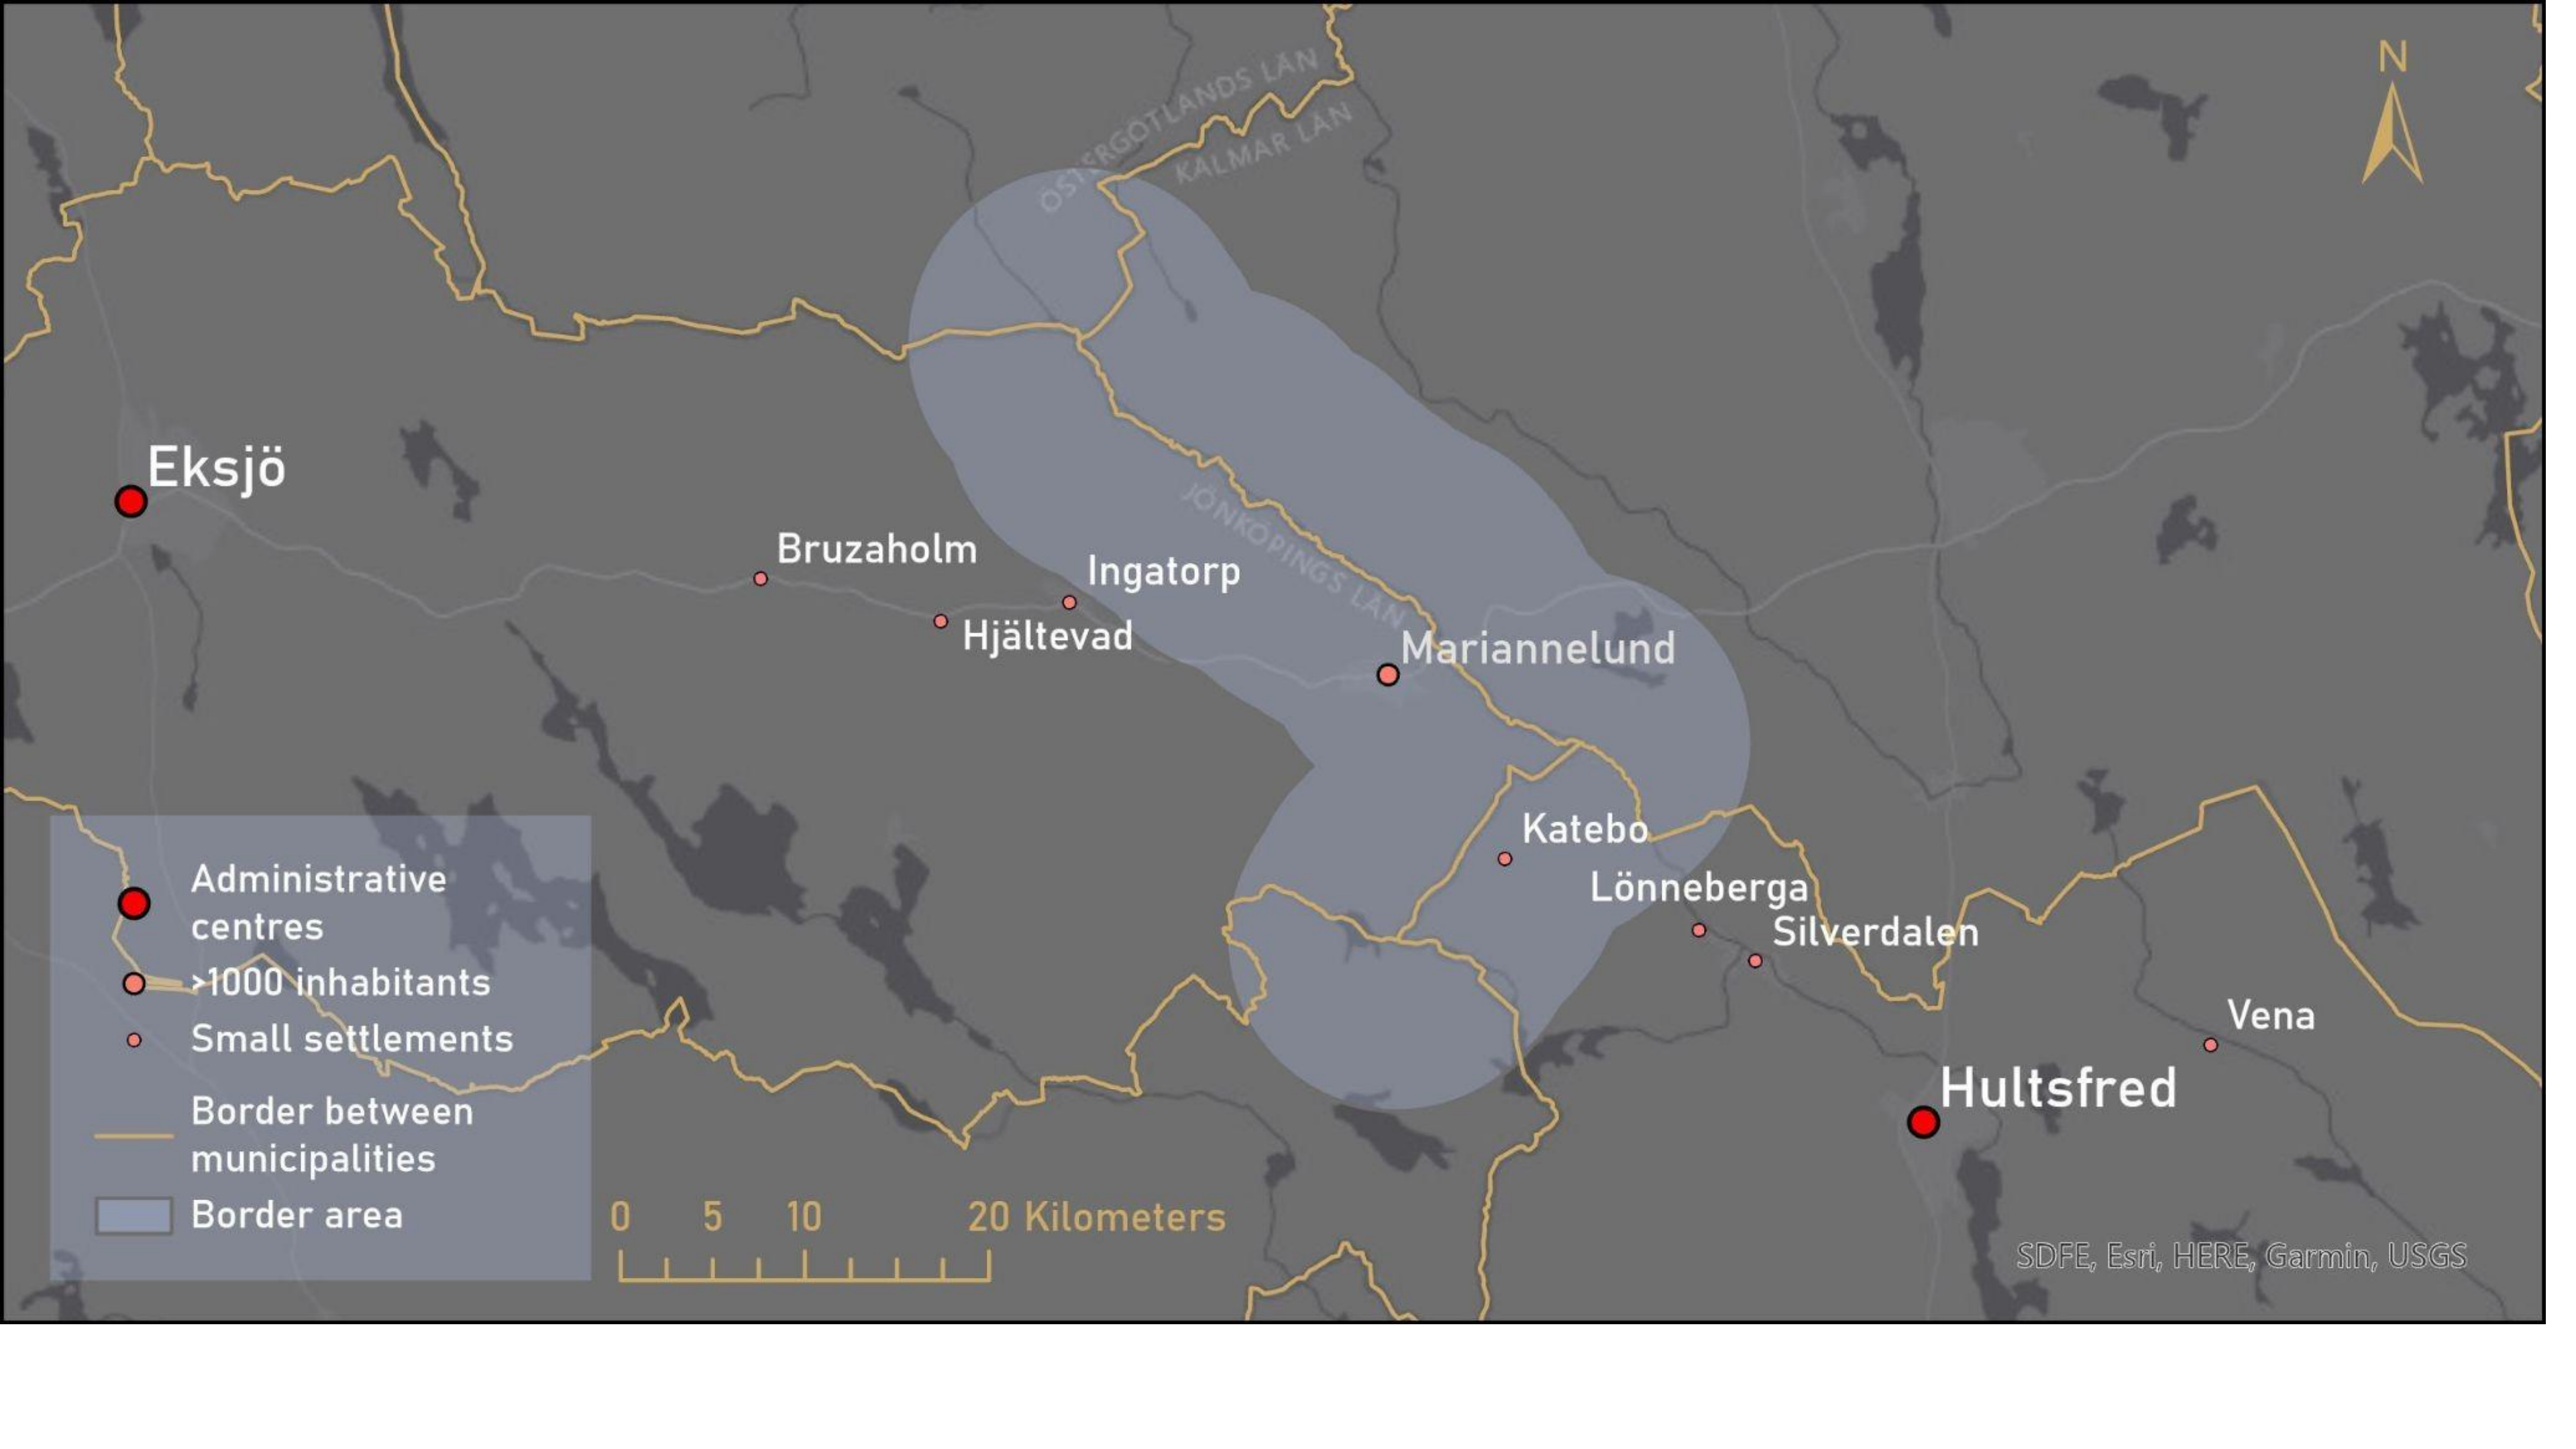 N
ÖSTERGÖTLANDS LÄN
KALMAR LÄN
Eksjö
JÖNKÖPINGS LÄN
Bruzaholm
Ingatorp
Hjältevad
Mariannelund
Katebo
Lönneberga
Silverdalen
Vena
Hultsfred
Administrative
centres
>1000 inhabitants
Small settlements
Border between
municipalities
Border area
0 5 10 20 Kilometers
SDFE, Esri, HERE, Garmin, USGS